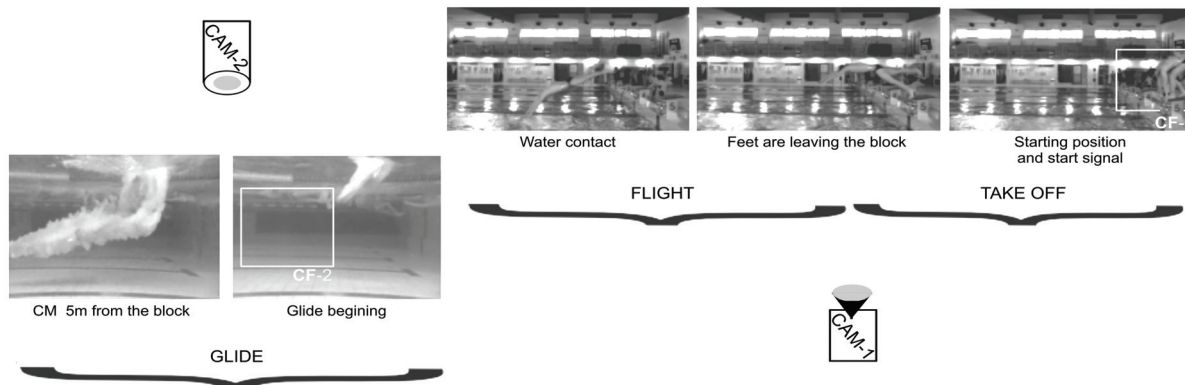 CAM-2
Water contact
Feet are leaving the block
Starting position
and start signal
CF-
FLIGHT
TAKE OFF
CF-2
CM 5m from the block
Glide begining
CAM-1
GLIDE